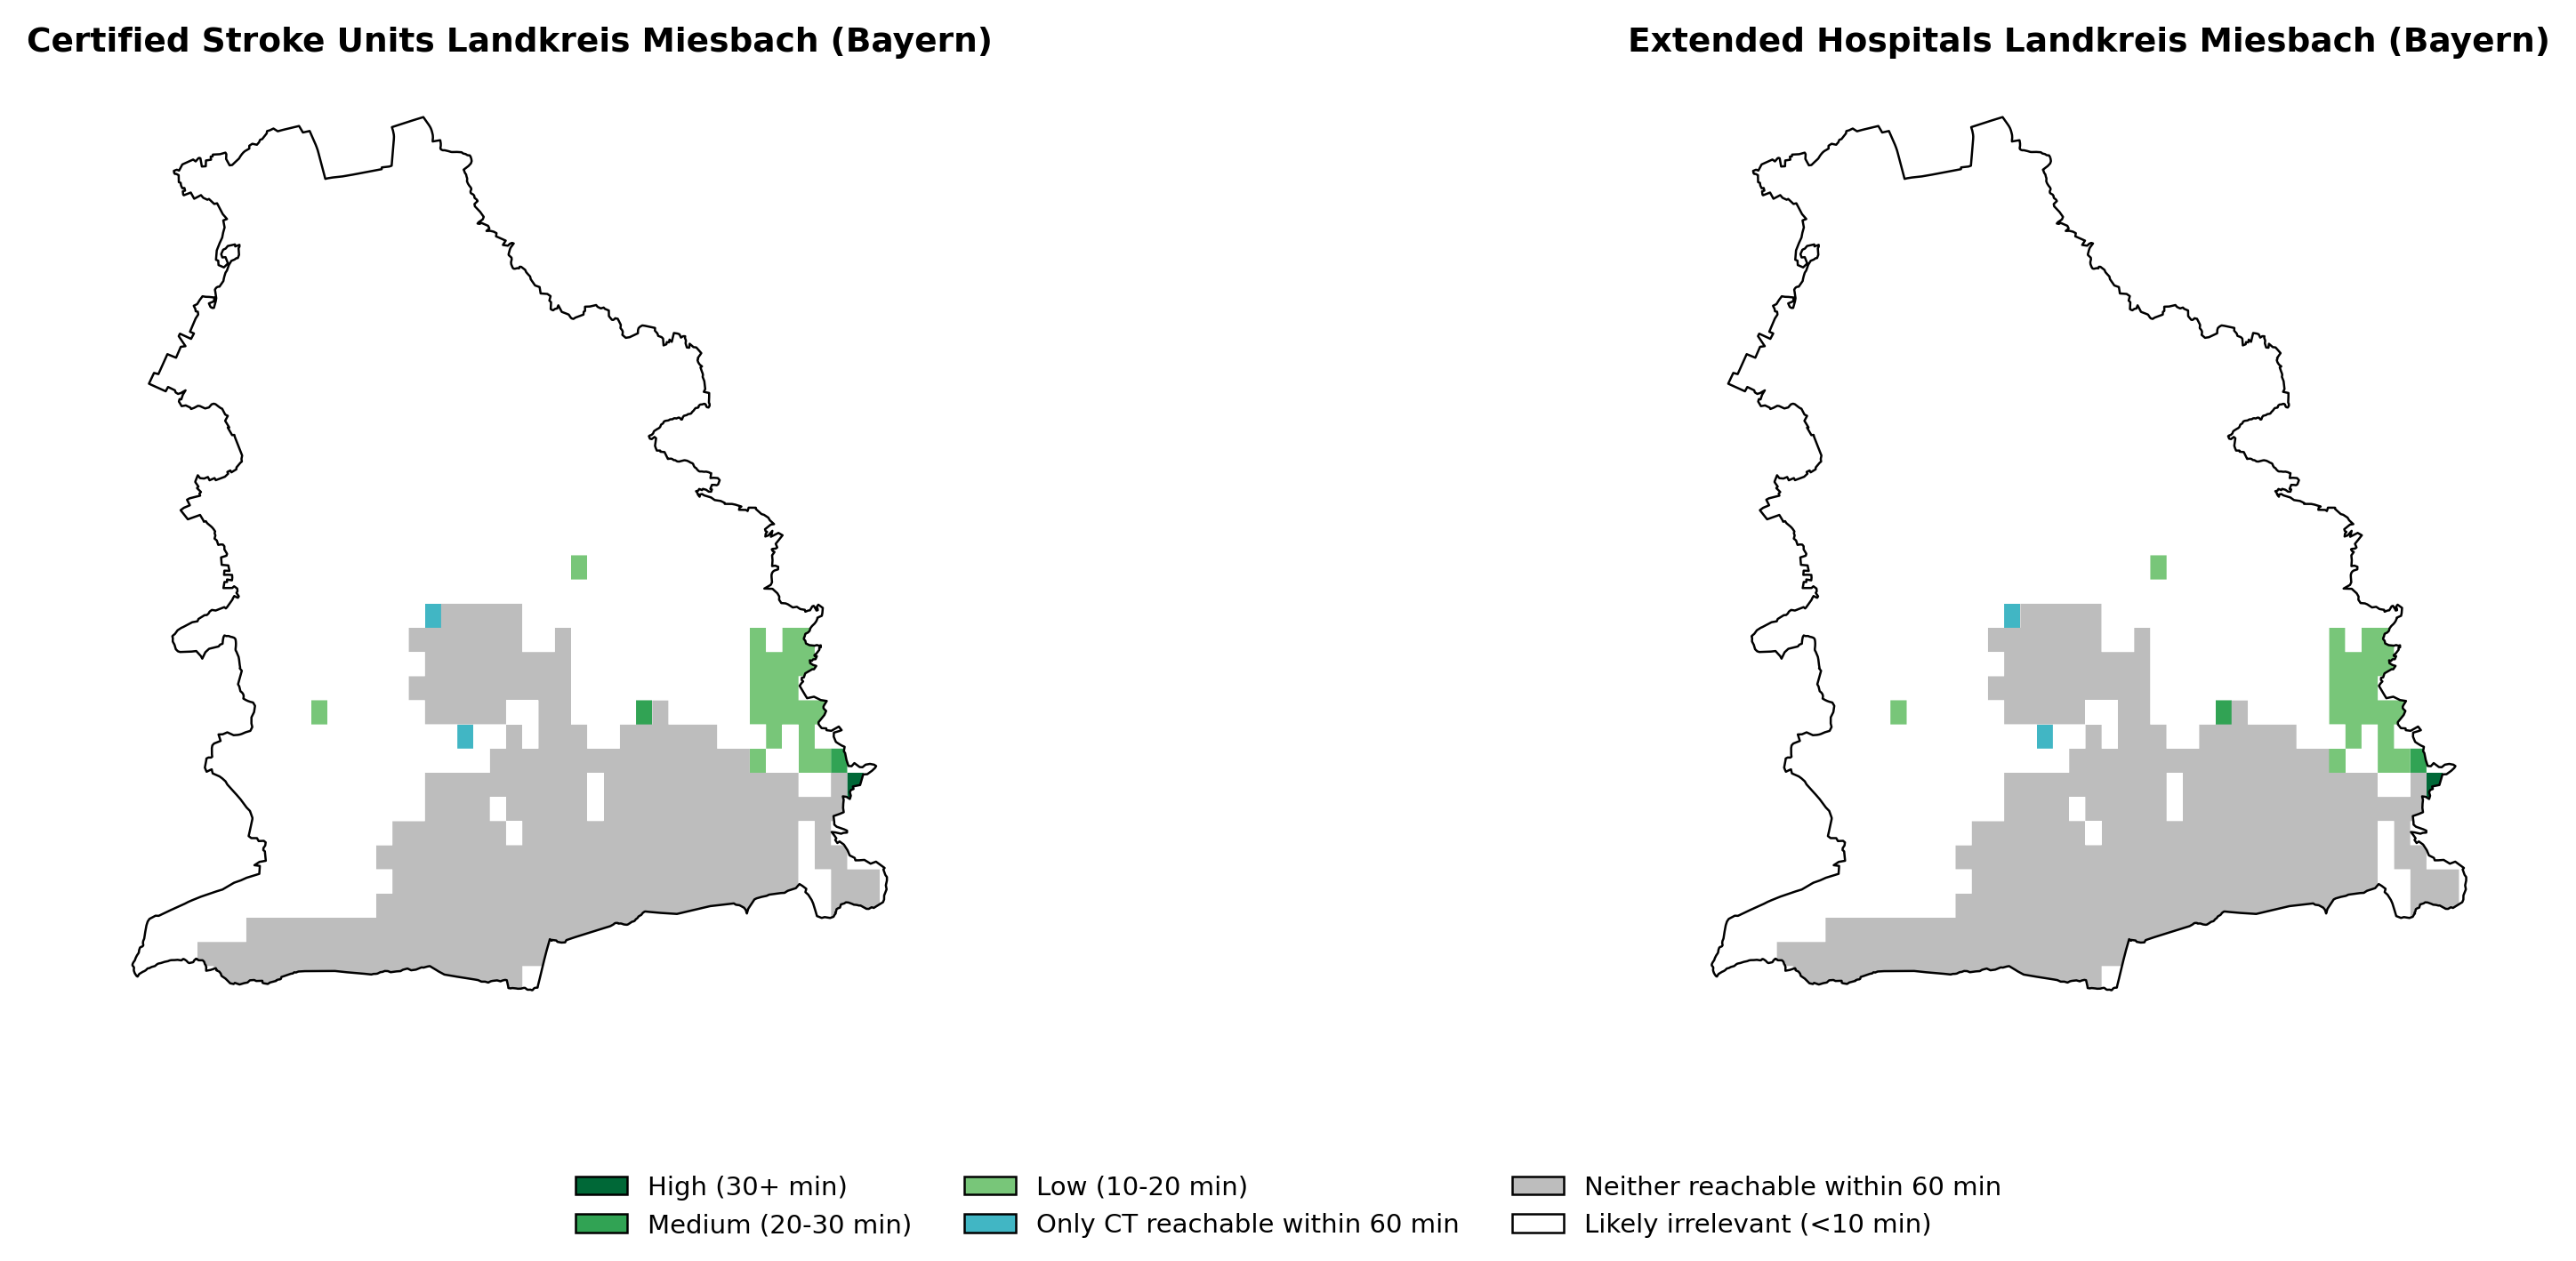 Certified Stroke Units Landkreis Miesbach (Bayern)
Extended Hospitals Landkreis Miesbach (Bayern)
High (30+ min)
Medium (20-30 min)
Low (10-20 min)
Only CT reachable within 60 min
Neither reachable within 60 min
Likely irrelevant (<10 min)